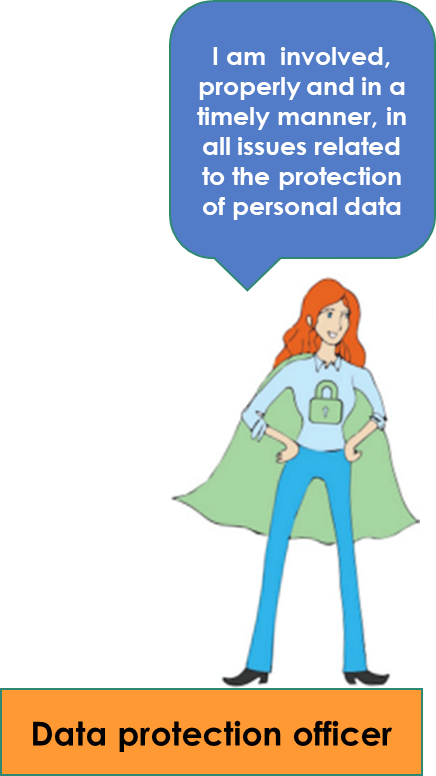 I am  involved,
properly and in a
timely manner, in
all issues related
to the protection
of personal data
Data protection officer